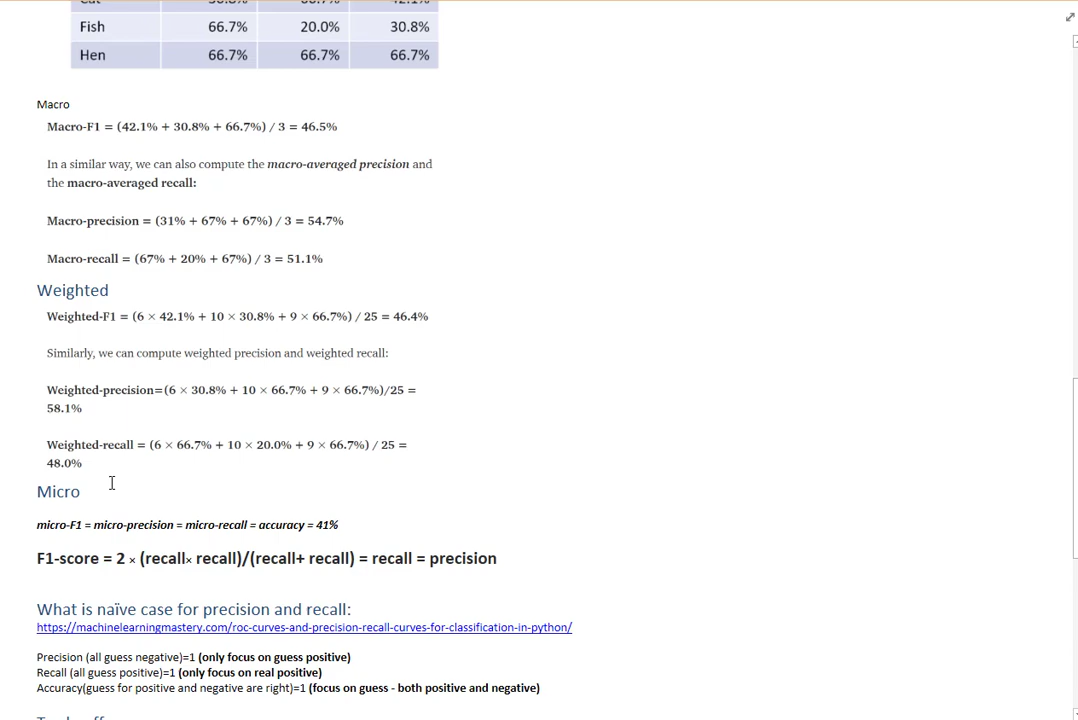 Fish 66.7% 20.0% 30.8%
Hen 66.7% 66.7% 66.7%
Macro
Macro-F1 = (42.1% + 30.8% + 66.7%) / 3 = 46.5%
In a similar way, we can also compute the macro-averaged precision and
the macro-averaged recall:
Macro-precision = (31% + 67% + 67%) / 3 = 54.7%
Macro-recall = (67% + 20% + 67%) / 3 = 51.1%
Weighted
Weighted-F1 = (6 × 42.1% + 10 × 30.8% + 9 × 66.7%) / 25 = 46.4%
Similarly, we can compute weighted precision and weighted recall:
Weighted-precision=(6 × 30.8% + 10 × 66.7% + 9 × 66.7%)/25 =
58.1%
Weighted-recall = (6 × 66.7% + 10 × 20.0% + 9 × 66.7%) / 25 =
48.0%
Micro
micro-F1 = micro-precision = micro-recall = accuracy = 41%
F1-score = 2 × (recall× recall)/(recall+ recall) = recall = precision
What is naïve case for precision and recall:
https://machinelearningmastery.com/roc-curves-and-precision-recall-curves-for-classification-in-python/
Precision (all guess negative)=1 (only focus on guess positive)
Recall (all guess positive)=1 (only focus on real positive)
Accuracy(guess for positive and negative are right)=1 (focus on guess - both positive and negative)